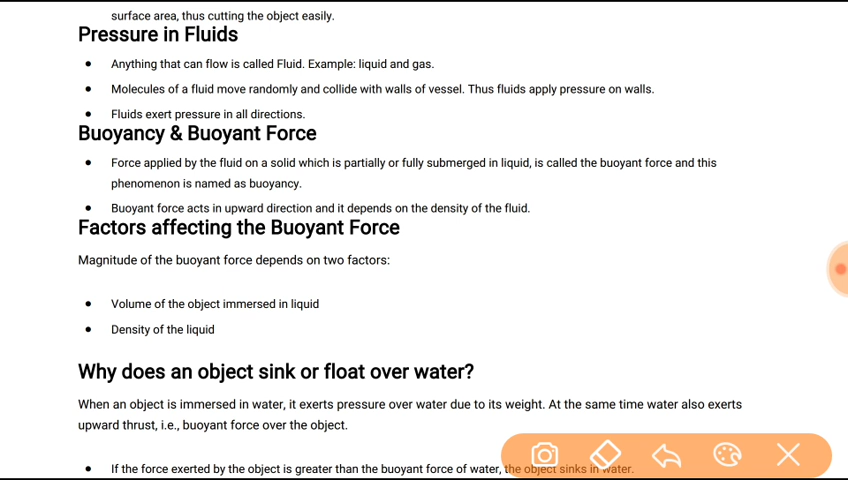 surface area, thus cutting the object easily.
Pressure in Fluids
● Anything that can flow is called Fluid. Example: liquid and gas.
● Molecules of a fluid move randomly and collide with walls of vessel. Thus fluids apply pressure on walls.
● Fluids exert pressure in all directions.
Buoyancy & Buoyant Force
● Force applied by the fluid on a solid which is partially or fully submerged in liquid, is called the buoyant force and this
phenomenon is named as buoyancy.
● Buoyant force acts in upward direction and it depends on the density of the fluid.
Factors affecting the Buoyant Force
Magnitude of the buoyant force depends on two factors:
● Volume of the object immersed in liquid
● Density of the liquid
Why does an object sink or float over water?
When an object is immersed in water, it exerts pressure over water due to its weight. At the same time water also exerts
upward thrust, i.e., buoyant force over the object.
● If the force exerted by the object is greater than the buoyant force of water, the object sinks in water.